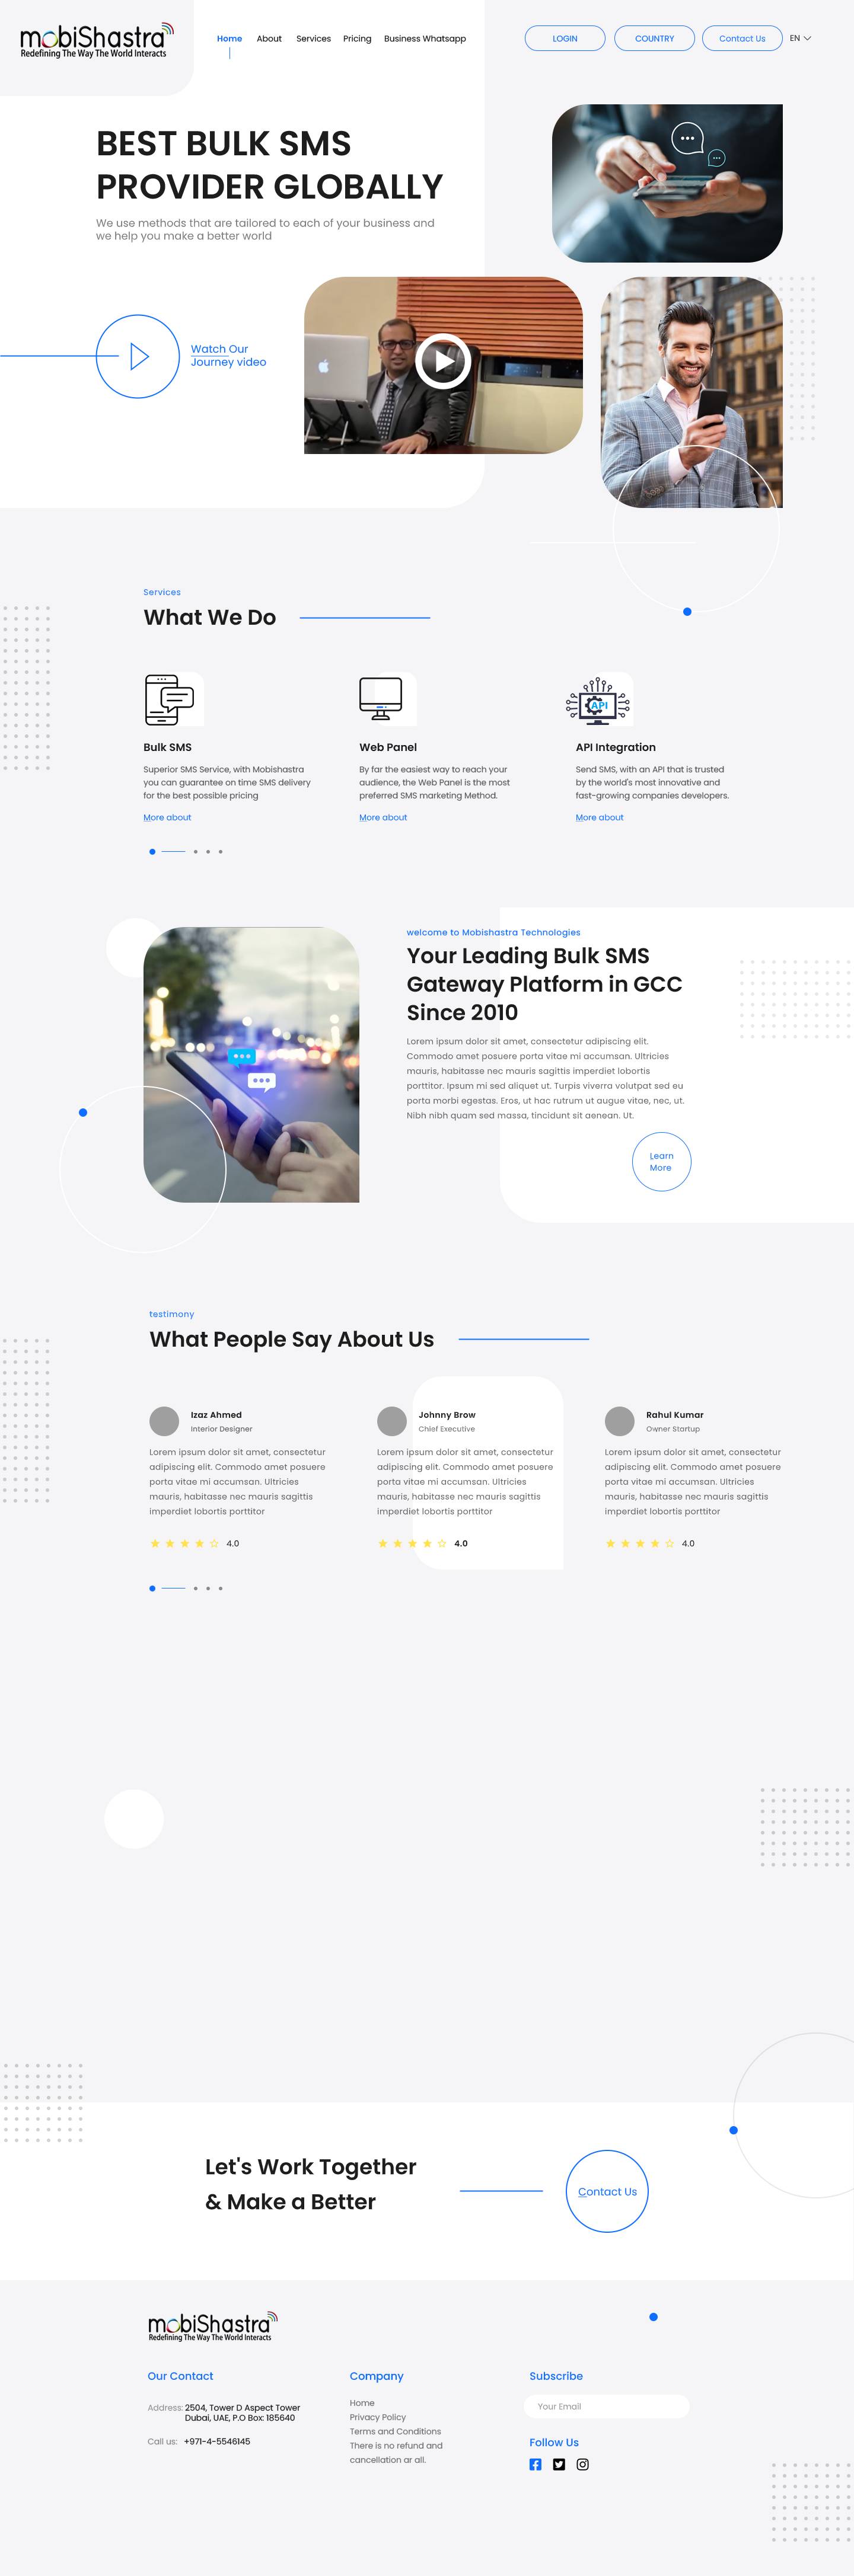 mobiShastra
Redefining The Way The World Interacts
Home About Services Pricing Business Whatsapp
LOGIN COUNTRY Contact Us EN
BEST BULK SMS
PROVIDER GLOBALLY
We use methods that are tailored to each of your business and
we help you make a better world
Watch Our
Journey video
Services
What We Do
API
Bulk SMS
Superior SMS Service, with Mobishastra
you can guarantee on time SMS delivery
for the best possible pricing
More about
Web Panel
By far the easiest way to reach your
audience, the Web Panel is the most
preferred SMS marketing Method.
More about
API Integration
Send SMS, with an API that is trusted
by the world's most innovative and
fast-growing companies developers.
More about
welcome to Mobishastra Technologies
Your Leading Bulk SMS
Gateway Platform in GCC
Since 2010
Lorem ipsum dolor sit amet, consectetur adipiscing elit.
Commodo amet posuere porta vitae mi accumsan. Ultricies
mauris, habitasse nec mauris sagittis imperdiet lobortis
porttitor. Ipsum mi sed aliquet ut. Turpis viverra volutpat sed eu
porta morbi egestas. Eros, ut hac rutrum ut augue vitae, nec, ut.
Nibh nibh quam sed massa, tincidunt sit aenean. Ut.
Learn
More
testimony
What People Say About Us
Izaz Ahmed
Interior Designer
Lorem ipsum dolor sit amet, consectetur
adipiscing elit. Commodo amet posuere
porta vitae mi accumsan. Ultricies
mauris, habitasse nec mauris sagittis
imperdiet lobortis porttitor
4.0
Johnny Brow
Chief Executive
Lorem ipsum dolor sit amet, consectetur
adipiscing elit. Commodo amet posuere
porta vitae mi accumsan. Ultricies
mauris, habitasse nec mauris sagittis
imperdiet lobortis porttitor
4.0
Rahul Kumar
Owner Startup
Lorem ipsum dolor sit amet, consectetur
adipiscing elit. Commodo amet posuere
porta vitae mi accumsan. Ultricies
mauris, habitasse nec mauris sagittis
imperdiet lobortis porttitor
4.0
Let's Work Together
& Make a Better
Contact Us
mobiShastra
Redefining The Way The World Interacts
Our Contact
Address: 2504, Tower D Aspect Tower
Dubai, UAE, P.O Box: 185640
Call us: +971-4-5546145
Company
Home
Privacy Policy
Terms and Conditions
There is no refund and
cancellation ar all.
Subscribe
Your Email
Follow Us